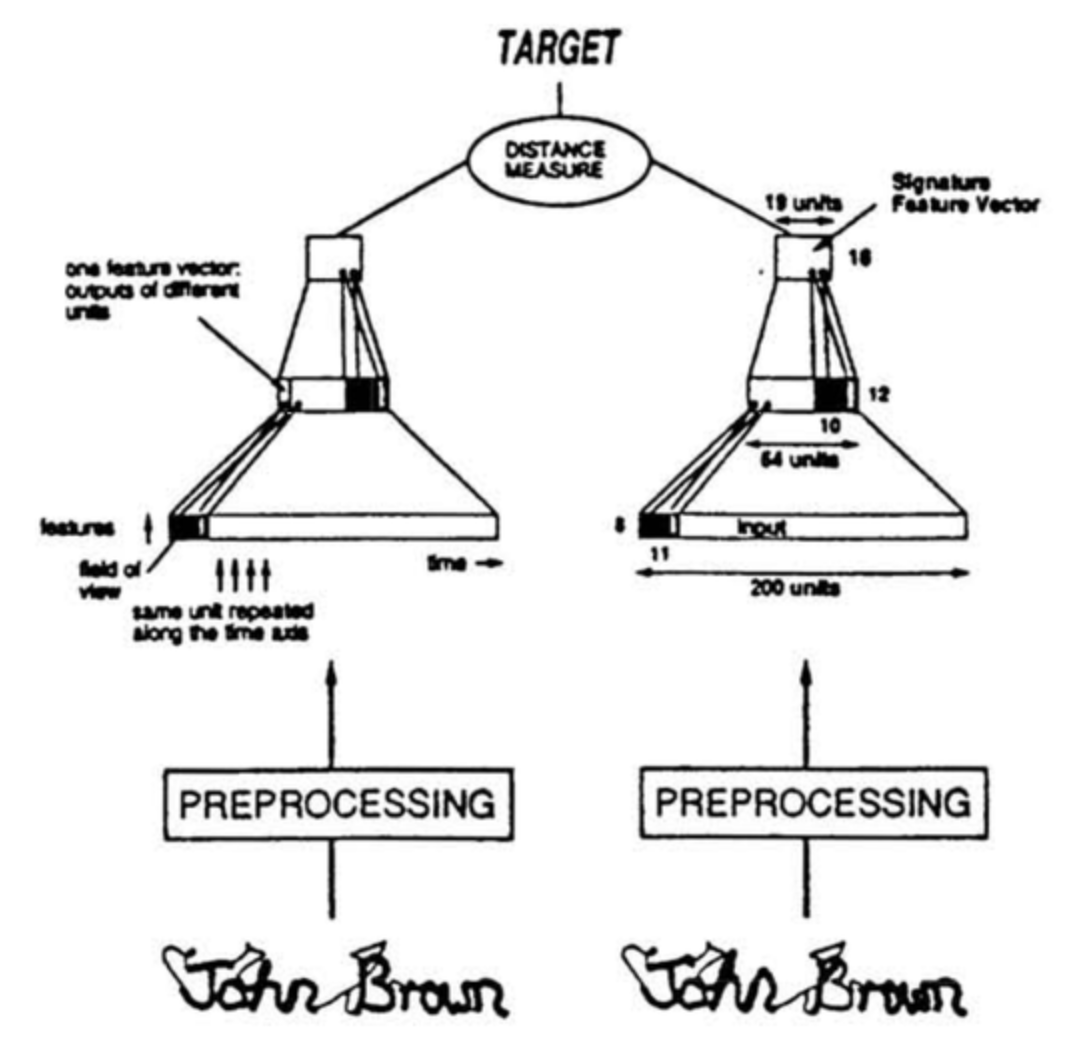 TARGET
DISTANCE
MEASURE
Signature
Feature Vector
19 units
16
one feature vector:
outputs of different
units
12
10
64 units
features
field of
view
time
same unit repeated
along the time axis
8
input
11
200 units
PREPROCESSING
PREPROCESSING
John Brown
John Brown